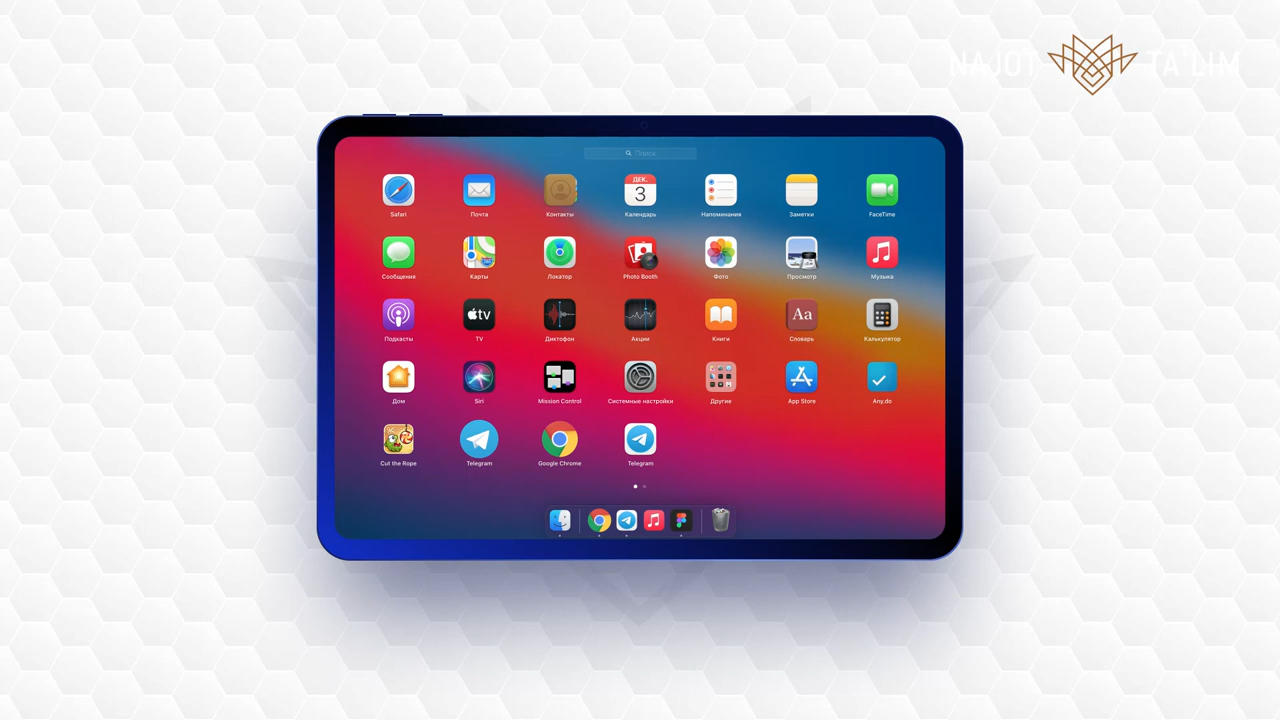 NAJOT TA'LIM
Поиск
ДЕК.
3
Safari Почта Контакты Календарь Напоминания Заметки FaceTime
Сообщения Карты Локатор Photo Booth Фото Просмотр Музыка
tv Aa
Подкасты TV Диктофон Акции Книги Словарь Калькулятор
Дом Siri Mission Control Системные настройки Другие App Store Any.do
Cut the Rope Telegram Google Chrome Telegram